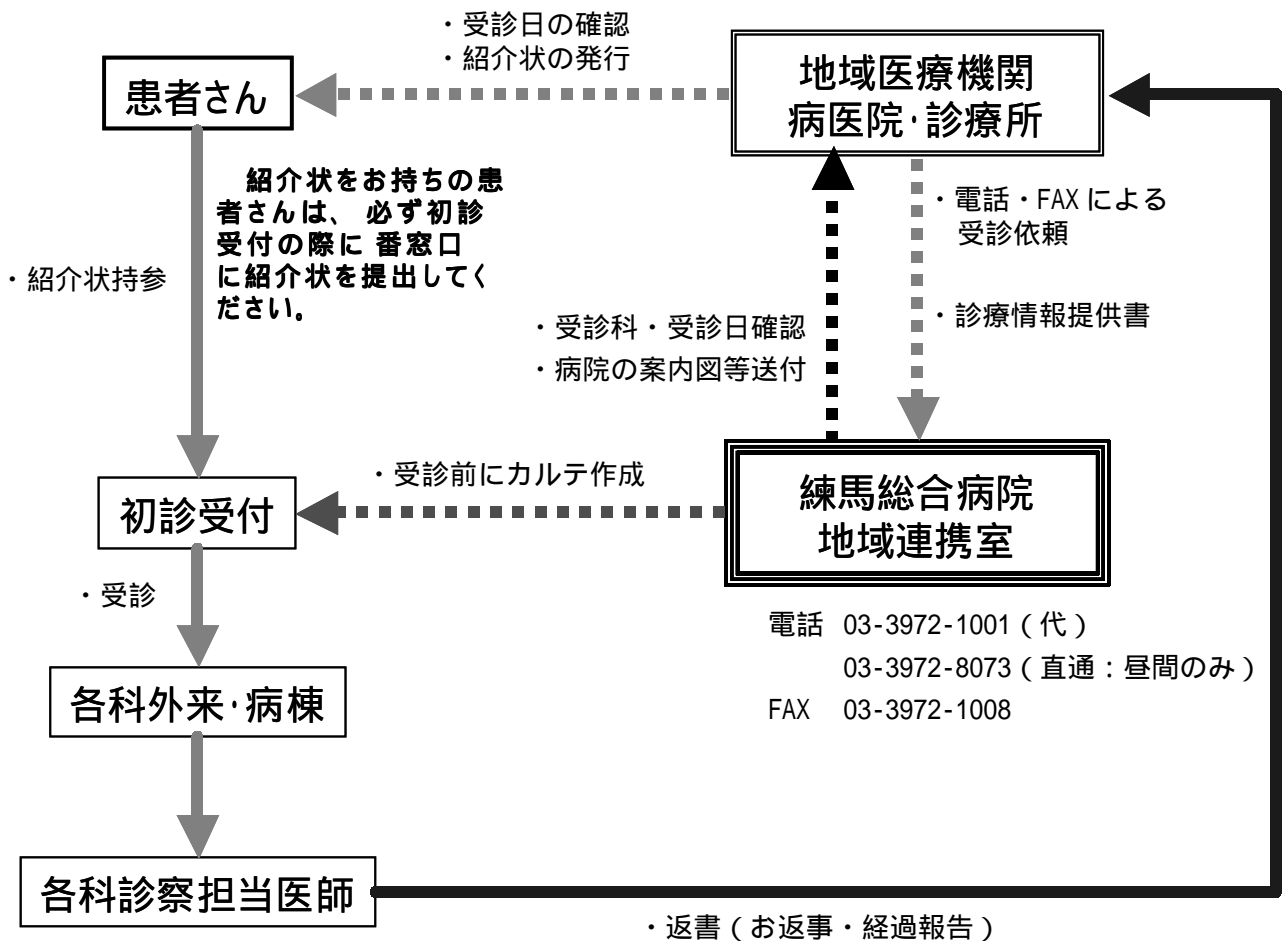 ・受診日の確認
・紹介状の発行
患者さん
地域医療機関
病医院・診療所
紹介状をお持ちの患
者さんは、必ず初診
受付の際に 番窓口
に紹介状を提出してく
ださい。
・紹介状持参
・電話・FAXによる
受診依頼
・診療情報提供書
・受診科・受診日確認
・病院の案内図等送付
・受診前にカルテ作成
初診受付
練馬総合病院
地域連携室
・受診
電話 03-3972-1001(代)
03-3972-8073(直通:昼間のみ)
FAX 03-3972-1008
各科外来・病棟
各科診察担当医師
・返書(お返事・経過報告)